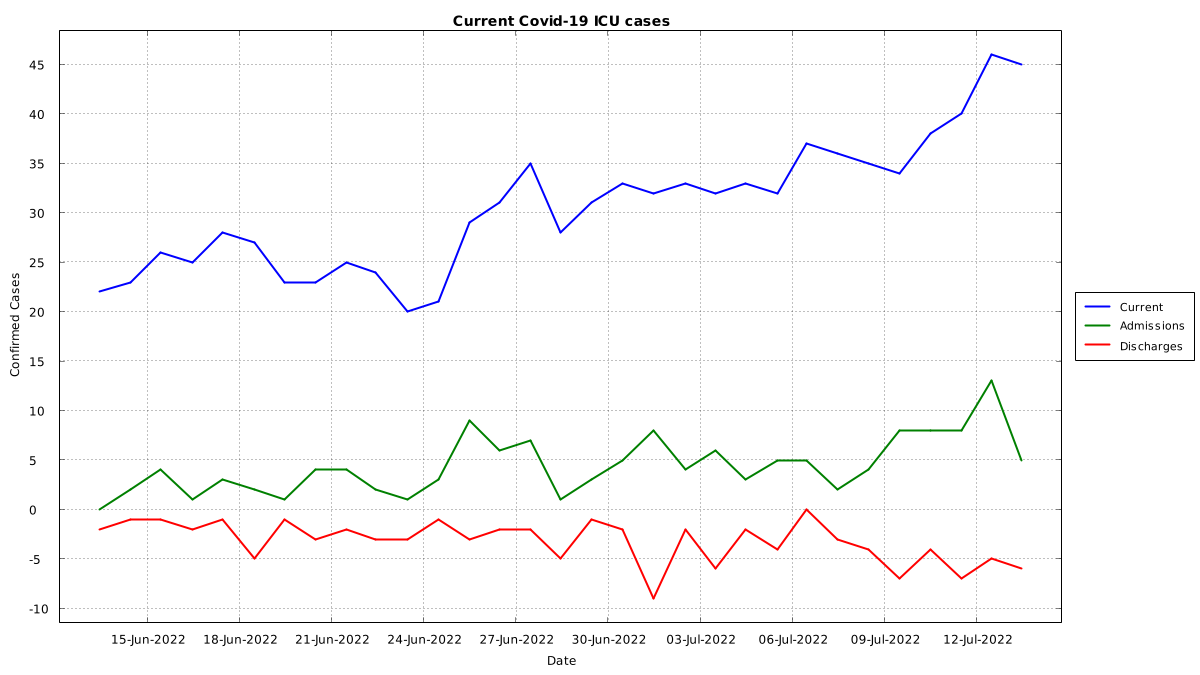 Current Covid-19 ICU cases
45
40
35
30
25
20
15
10
5
0
-5
-10
Confirmed Cases
15-Jun-2022 18-Jun-2022 21-Jun-2022 24-Jun-2022 27-Jun-2022 30-Jun-2022 03-Jul-2022 06-Jul-2022 09-Jul-2022 12-Jul-2022
Date
Current
Admissions
Discharges